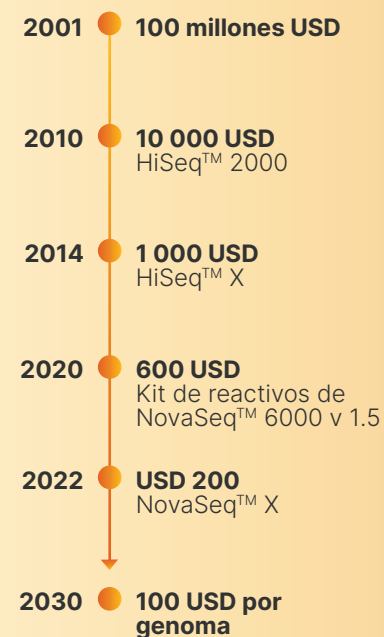 2001 100 millones USD
2010 10 000 USD
HiSeq™ 2000
2014 1 000 USD
HiSeq™ X
2020 600 USD
Kit de reactivos de
NovaSeq™ 6000 v 1.5
2022 USD 200
NovaSeq™ X
2030 100 USD por
genoma